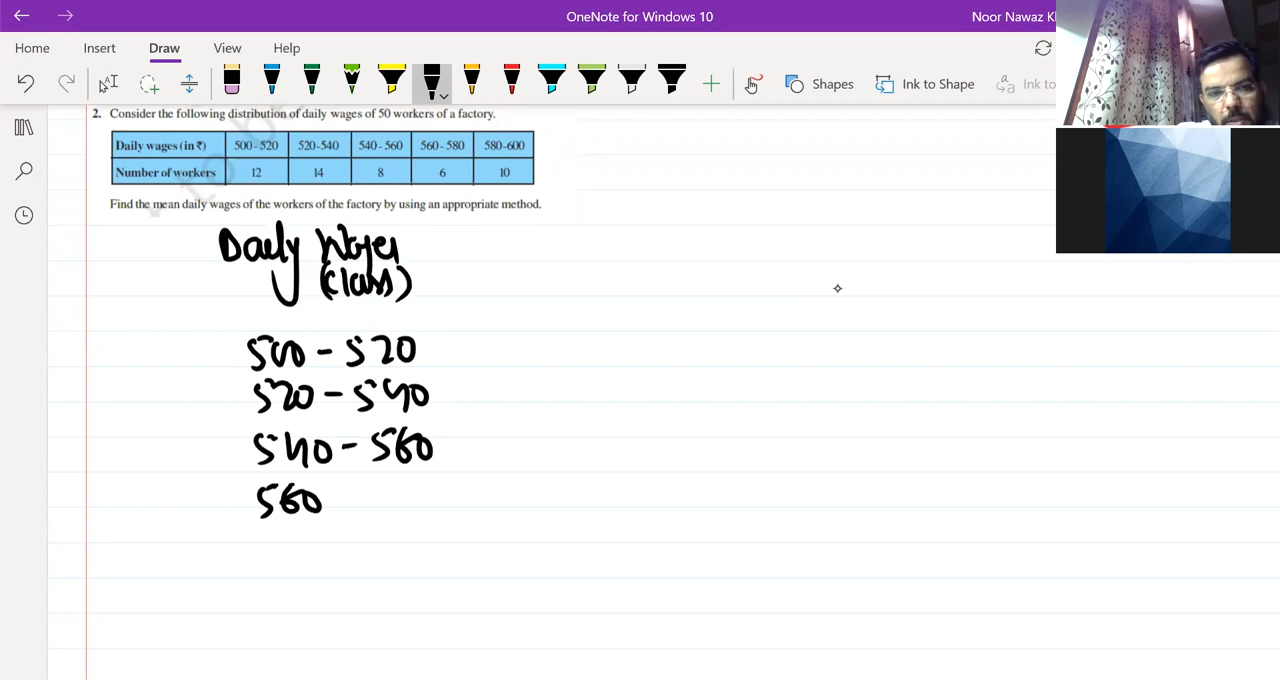 OneNote for Windows 10
Noor Nawaz Kh
Home Insert Draw View Help
Shapes Ink to Shape Ink to
2. Consider the following distribution of daily wages of 50 workers of a factory.
Daily wages (in ₹) 500-520 520-540 540-560 560-580 580-600
Number of workers 12 14 8 6 10
Find the mean daily wages of the workers of the factory by using an appropriate method.
Daily Wages
(Class)
500 - 520
520 - 540
540 - 560
560